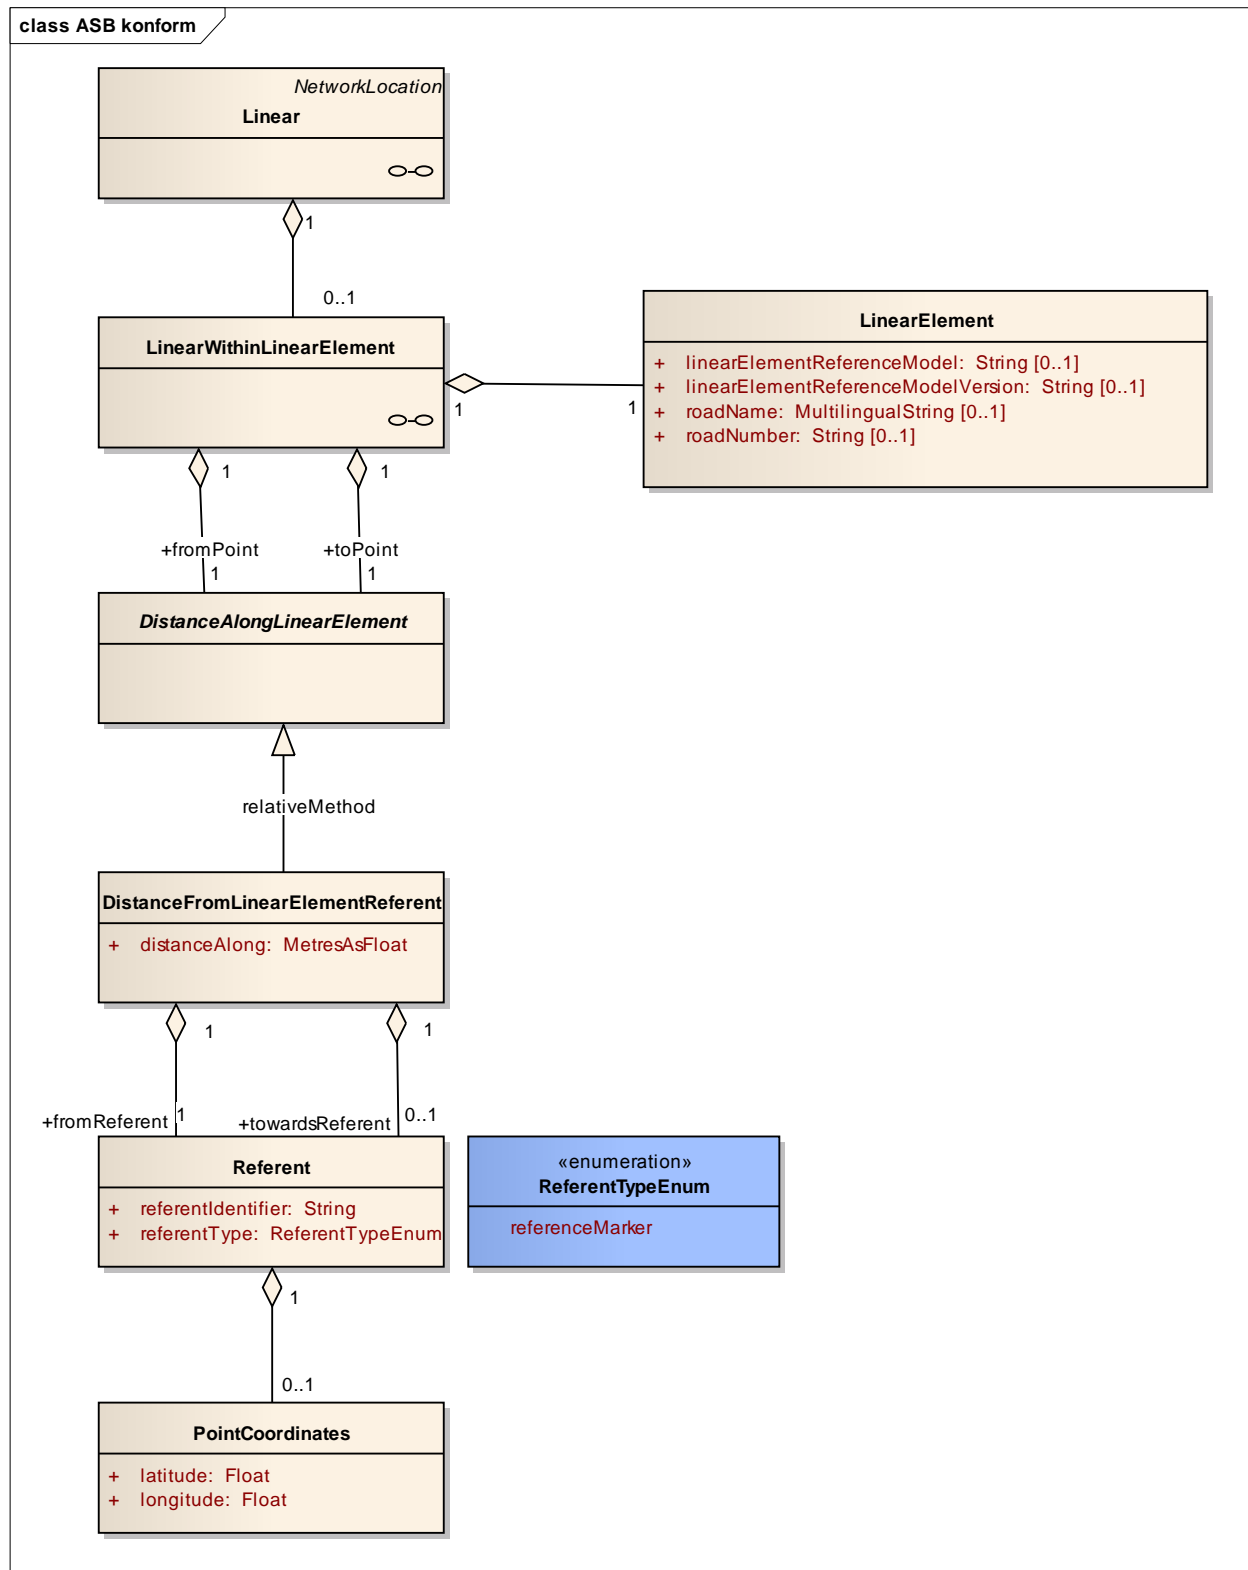 class ASB konform
NetworkLocation
Linear
1
0..1
LinearWithinLinearElement
1
1
LinearElement
+ linearElementReferenceModel: String [0..1]
+ linearElementReferenceModelVersion: String [0..1]
+ roadName: MultilingualString [0..1]
+ roadNumber: String [0..1]
1
1
+fromPoint
+toPoint
1
1
DistanceAlongLinearElement
relativeMethod
DistanceFromLinearElementReferent
+ distanceAlong: MetresAsFloat
1
1
+fromReferent
1
+towardsReferent
0..1
Referent
+ referentIdentifier: String
+ referentType: ReferentTypeEnum
«enumeration»
ReferentTypeEnum
referenceMarker
1
0..1
PointCoordinates
+ latitude: Float
+ longitude: Float